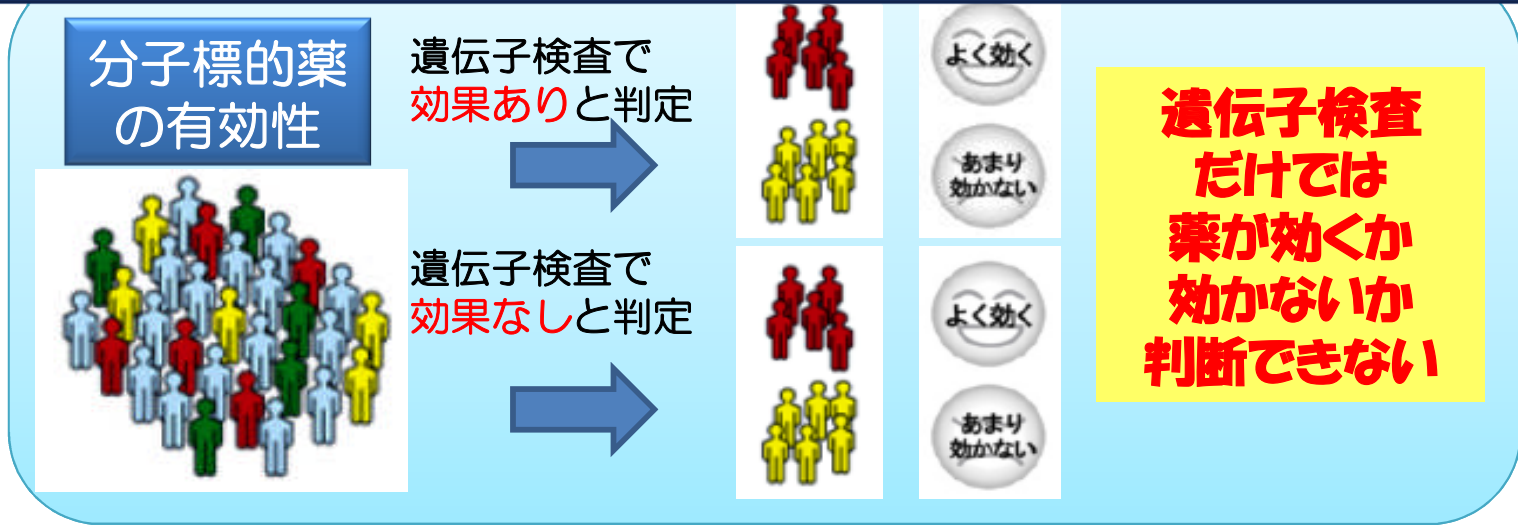 分子標的薬
の有効性
遺伝子検査で
効果ありと判定
よく効く
あまり
効かない
遺伝子検査で
効果なしと判定
よく効く
あまり
効かない
遺伝子検査
だけでは
薬が効くか
効かないか
判断できない